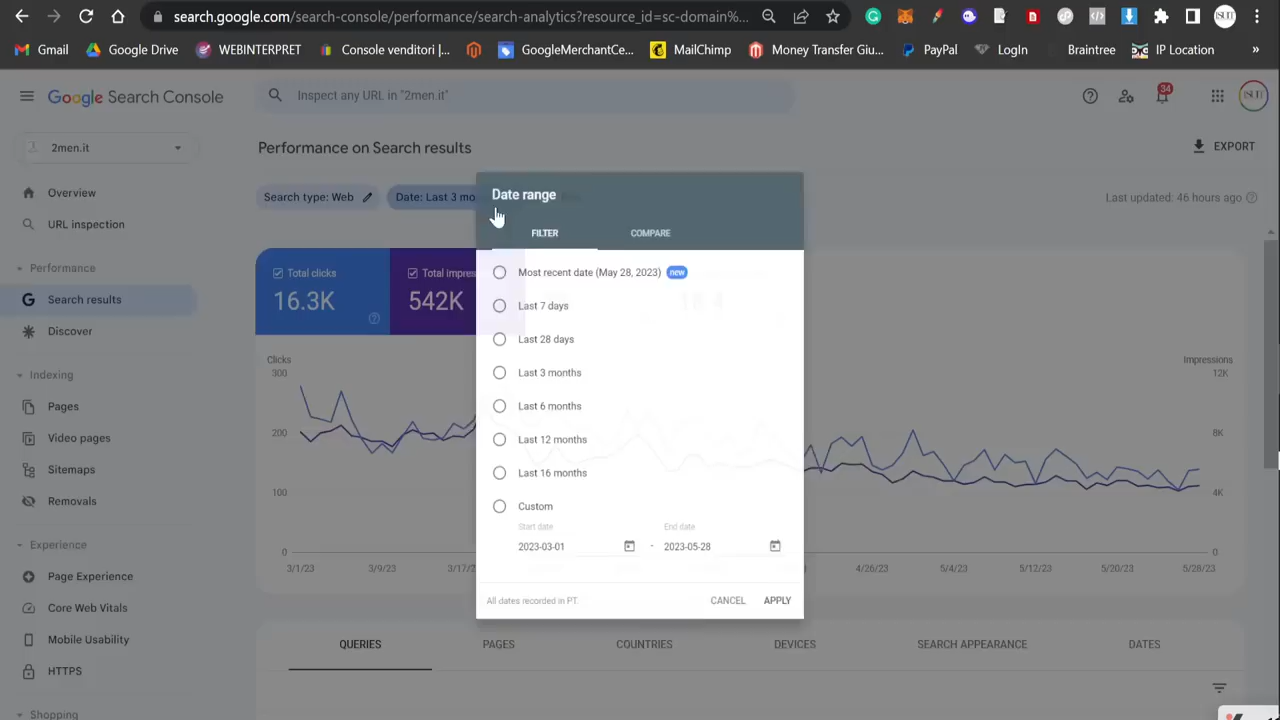 search.google.com/search-console/performance/search-analytics?resource_id=sc-domain%...
Gmail
Google Drive
WEBINTERPRET
Console venditori |...
GoogleMerchantCe...
MailChimp
Money Transfer Giu...
PayPal
LogIn
Braintree
IP Location
»
Google Search Console
Inspect any URL in "2men.it"
34
2men.it
Performance on Search results
EXPORT
Overview
URL inspection
Search type: Web
Date: Last 3 mo
Last updated: 46 hours ago
Performance
Search results
Discover
Total clicks
16.3K
Total impres
542K
18.4
Indexing
Pages
Video pages
Sitemaps
Removals
Experience
Page Experience
Core Web Vitals
Mobile Usability
HTTPS
Shopping
Date range
FILTER
COMPARE
Most recent date (May 28, 2023) new
Last 7 days
Last 28 days
Last 3 months
Last 6 months
Last 12 months
Last 16 months
Custom
Start date
2023-03-01
-
End date
2023-05-28
All dates recorded in PT.
CANCEL
APPLY
Clicks
300
200
100
0
Impressions
12K
8K
4K
0
3/1/23
3/9/23
3/17/
4/26/23
5/4/23
5/12/23
5/20/23
5/28/23
QUERIES
PAGES
COUNTRIES
DEVICES
SEARCH APPEARANCE
DATES